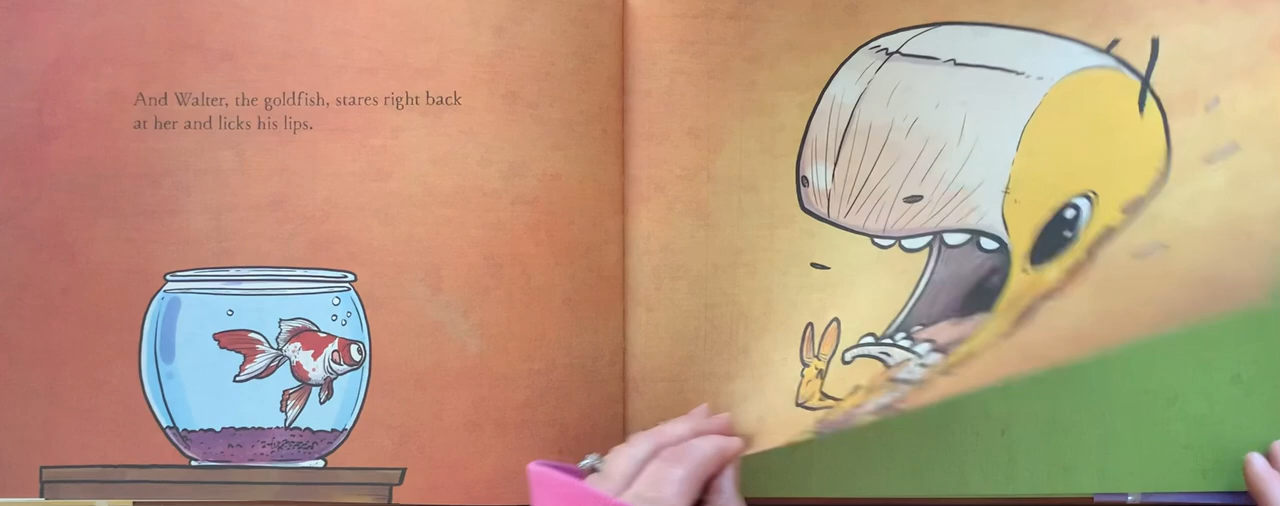 And Walter, the goldfish, stares right back
at her and licks his lips.